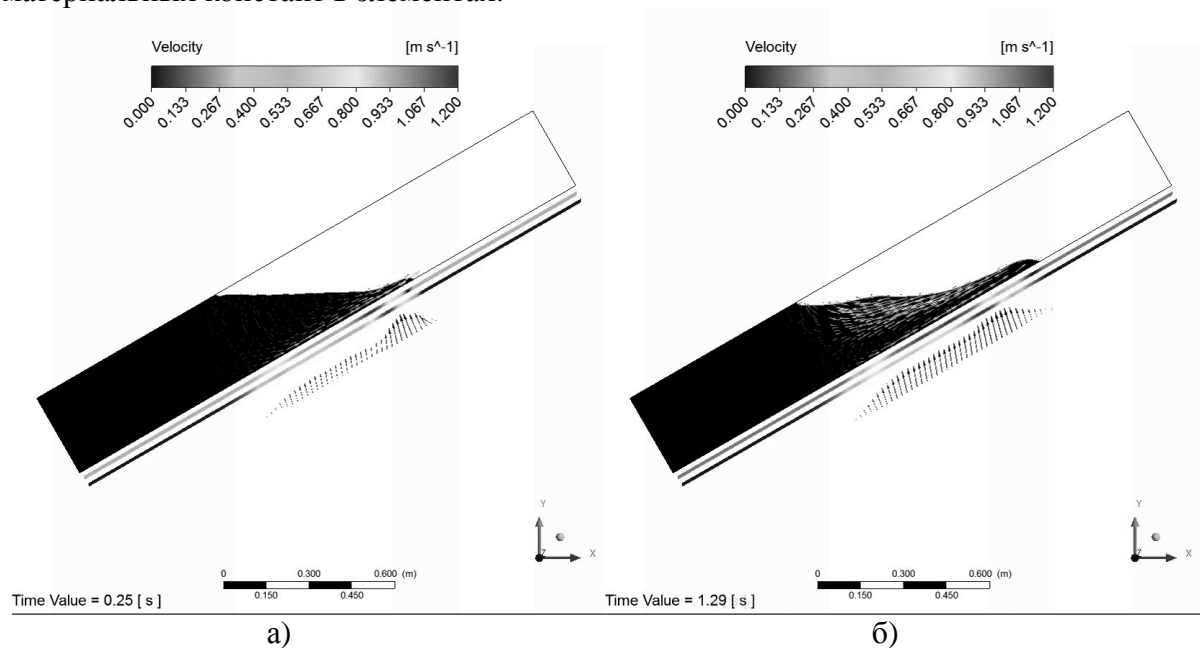 материальных констант в элементах.
Velocity [m s^-1]
0.000 0.133 0.267 0.400 0.533 0.667 0.800 0.933 1.067 1.200
Y
X
Z
0 0.300 0.600 (m)
0.150 0.450
Time Value = 0.25 [ s ]
а)
Velocity [m s^-1]
0.000 0.133 0.267 0.400 0.533 0.667 0.800 0.933 1.067 1.200
Y
X
Z
0 0.300 0.600 (m)
0.150 0.450
Time Value = 1.29 [ s ]
б)